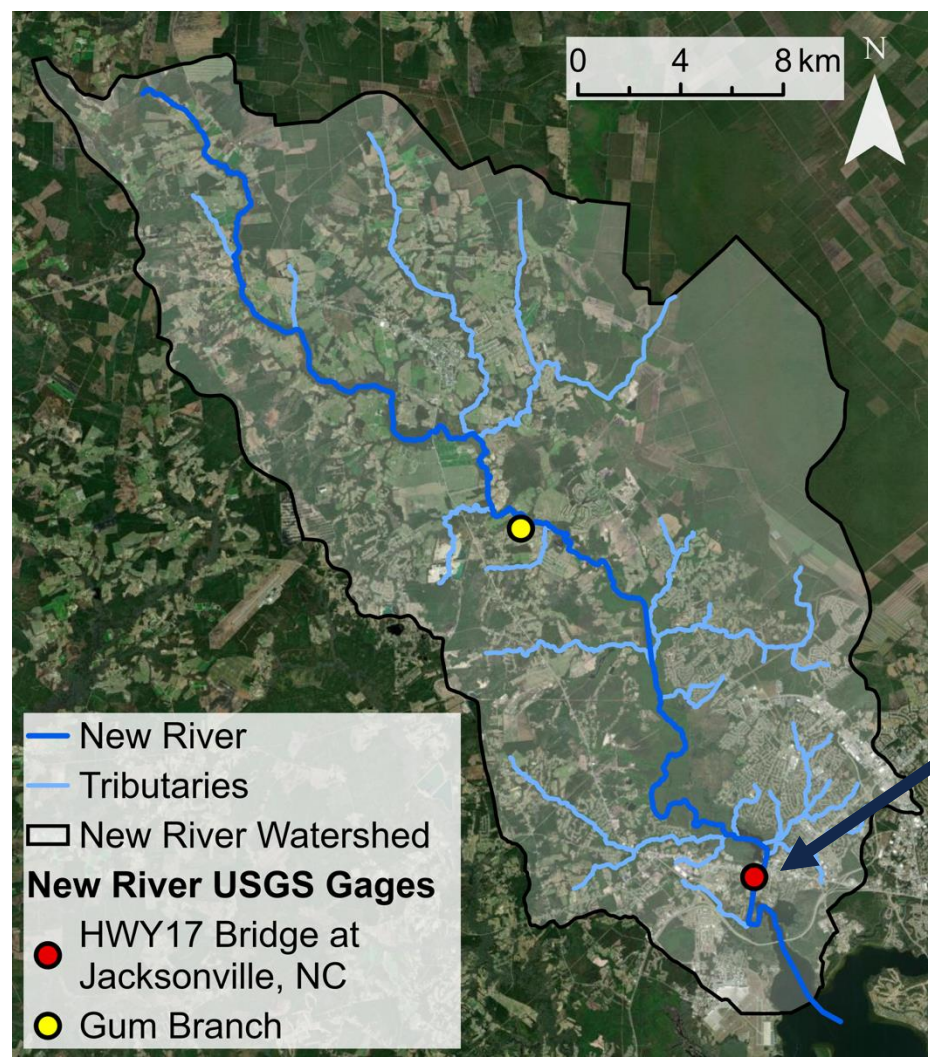 0 4 8 km
N
New River
Tributaries
New River Watershed
New River USGS Gages
HWY17 Bridge at
Jacksonville, NC
Gum Branch